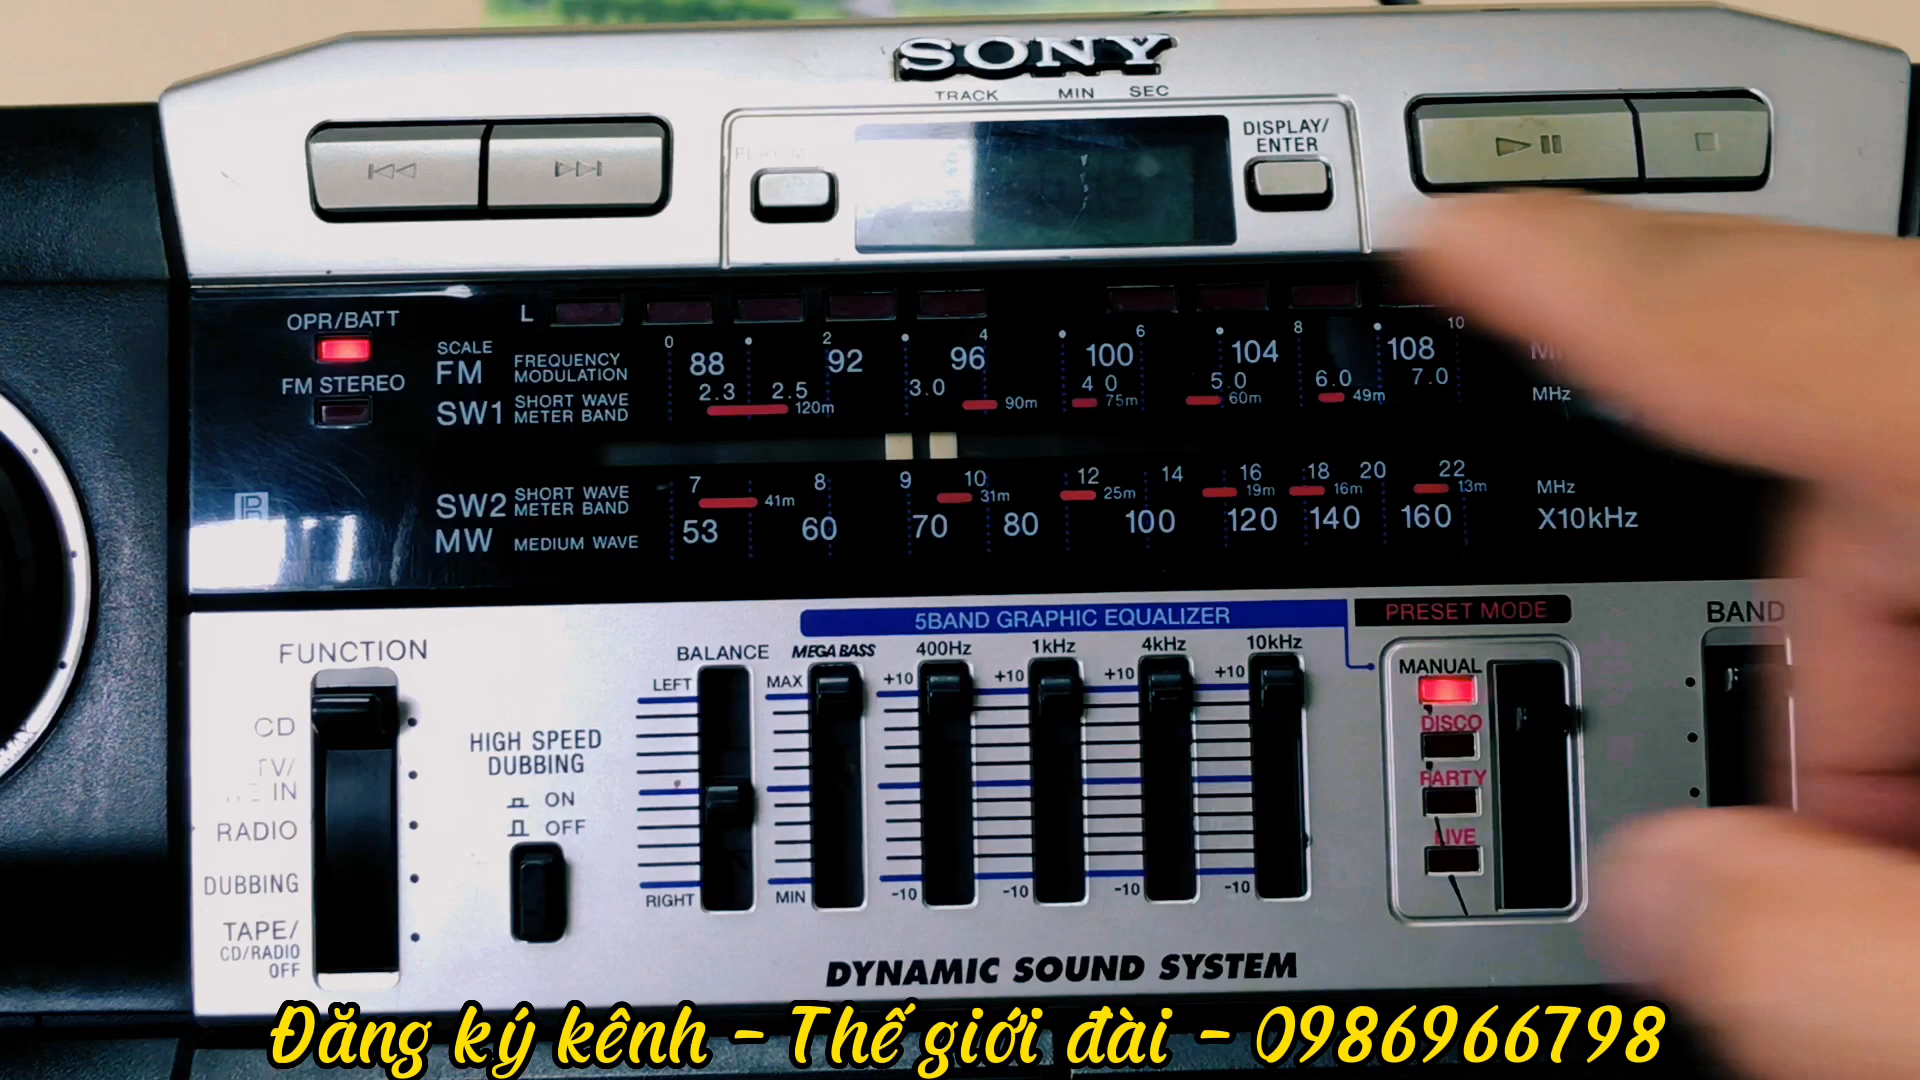 SONY
TRACK MIN SEC
DISPLAY/
ENTER
OPR/BATT
FM STEREO
L
0 2 4 6 8 10
SCALE
FM FREQUENCY
MODULATION
88 92 96 100 104 108
2.3 2.5 3.0 4.0 5.0 6.0 7.0
SW1 SHORT WAVE
METER BAND
120m 90m 75m 60m 49m MHz
7 8 9 10 12 14 16 18 20 22
SW2 SHORT WAVE
METER BAND
41m 31m 25m 19m 16m 13m MHz
MW MEDIUM WAVE
53 60 70 80 100 120 140 160 X10kHz
FUNCTION
CD
TV/
IN
RADIO
DUBBING
TAPE/
CD/RADIO
OFF
HIGH SPEED
DUBBING
ON
OFF
5BAND GRAPHIC EQUALIZER
BALANCE MEGA BASS 400Hz 1kHz 4kHz 10kHz
LEFT MAX +10 +10 +10 +10
RIGHT MIN -10 -10 -10 -10
PRESET MODE
MANUAL
DISCO
PARTY
LIVE
BAND
DYNAMIC SOUND SYSTEM
Đăng ký kênh - Thế giới đài - 0986966798